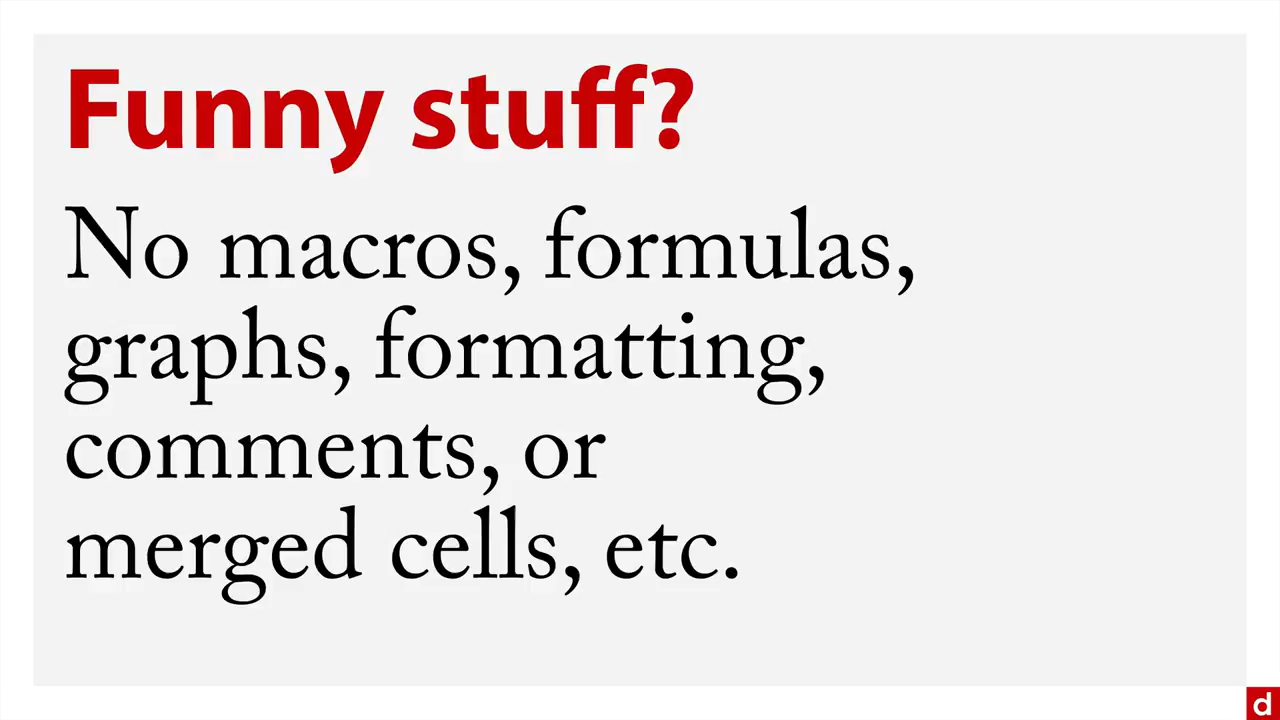 Funny stuff?
No macros, formulas,
graphs, formatting,
comments, or
merged cells, etc.
d